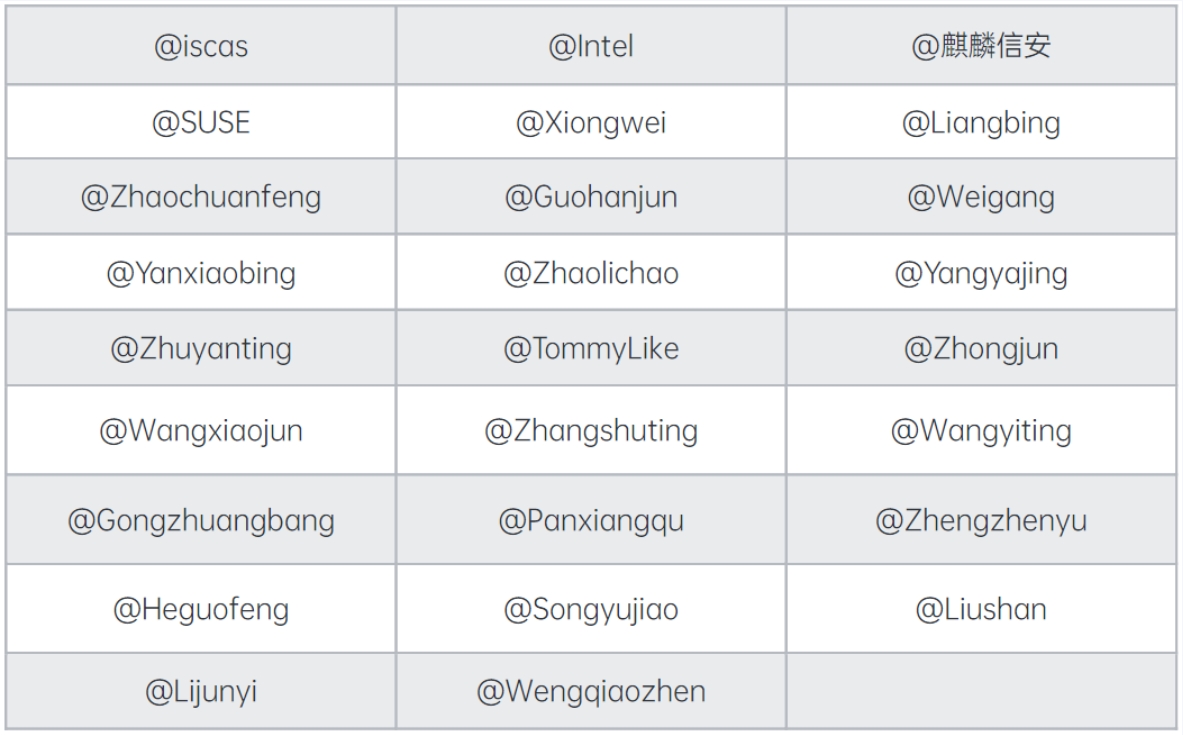 @iscas @Intel @麒麟信安
@SUSE @Xiongwei @Liangbing
@Zhaochuanfeng @Guohanjun @Weigang
@Yanxiaobing @Zhaolichao @Yangyajing
@Zhuyanting @TommyLike @Zhongjun
@Wangxiaojun @Zhangshuting @Wangyiting
@Gongzhuangbang @Panxiangqu @Zhengzhenyu
@Heguofeng @Songyujiao @Liushan
@Lijunyi @Wengqiaozhen